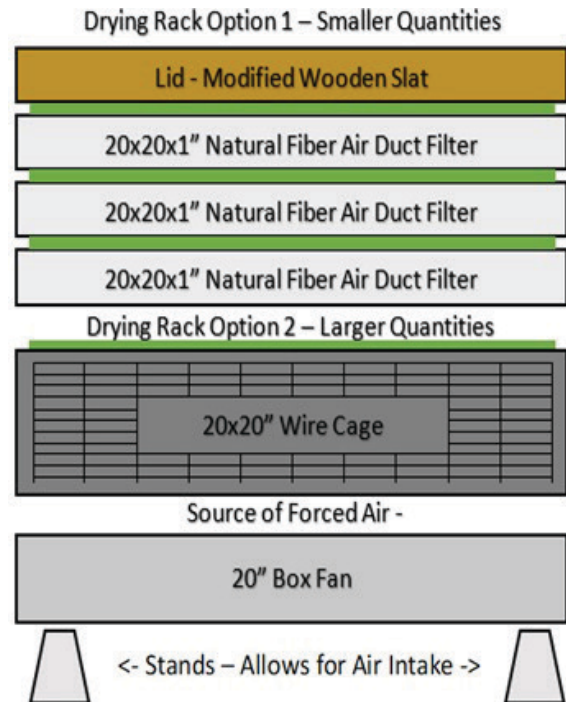 Drying Rack Option 1 – Smaller Quantities
Lid - Modified Wooden Slat
20x20x1” Natural Fiber Air Duct Filter
20x20x1” Natural Fiber Air Duct Filter
20x20x1” Natural Fiber Air Duct Filter
Drying Rack Option 2 – Larger Quantities
20x20” Wire Cage
Source of Forced Air -
20” Box Fan
<- Stands – Allows for Air Intake ->